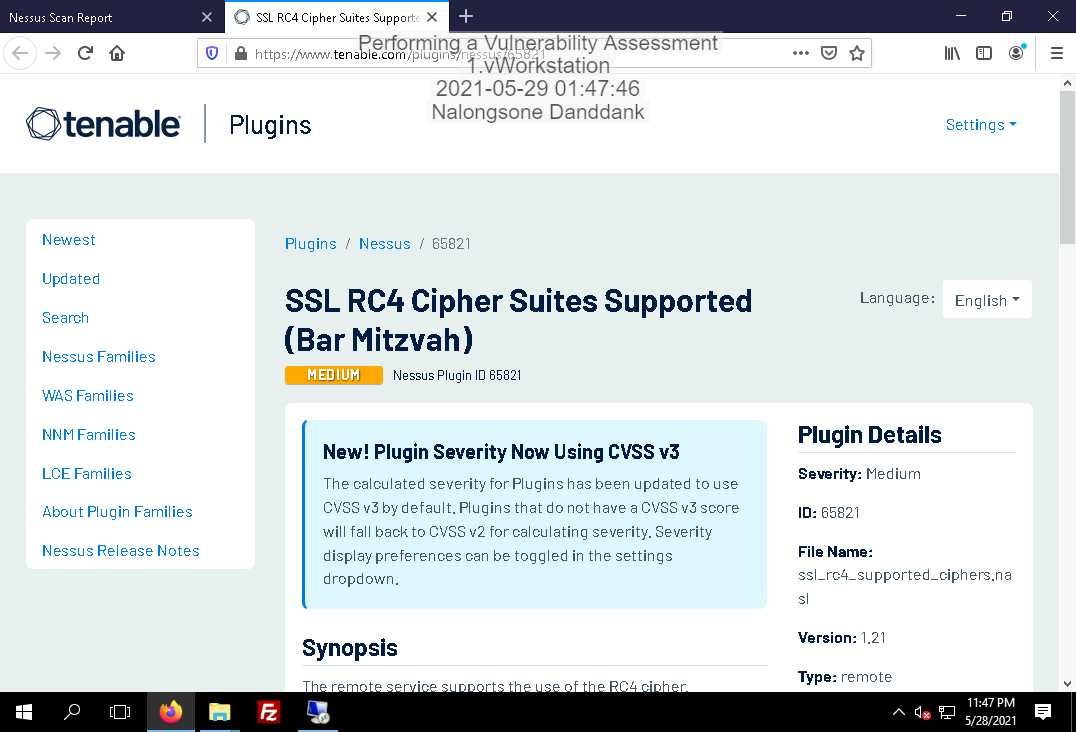 Nessus Scan Report
SSL RC4 Cipher Suites Supporte
https://www.tenable.com/plugins/nessus/65821
Performing a Vulnerability Assessment
1.vWorkstation
2021-05-29 01:47:46
Nalongsone Danddank
tenable
Plugins
Settings
Newest
Updated
Search
Nessus Families
WAS Families
NNM Families
LCE Families
About Plugin Families
Nessus Release Notes
Plugins / Nessus / 65821
SSL RC4 Cipher Suites Supported
(Bar Mitzvah)
Language: English
MEDIUM Nessus Plugin ID 65821
New! Plugin Severity Now Using CVSS v3
The calculated severity for Plugins has been updated to use
CVSS v3 by default. Plugins that do not have a CVSS v3 score
will fall back to CVSS v2 for calculating severity. Severity
display preferences can be toggled in the settings
dropdown.
Synopsis
The remote service supports the use of the RC4 cipher.
Plugin Details
Severity: Medium
ID: 65821
File Name:
ssl_rc4_supported_ciphers.na
sl
Version: 1.21
Type: remote
11:47 PM
5/28/2021